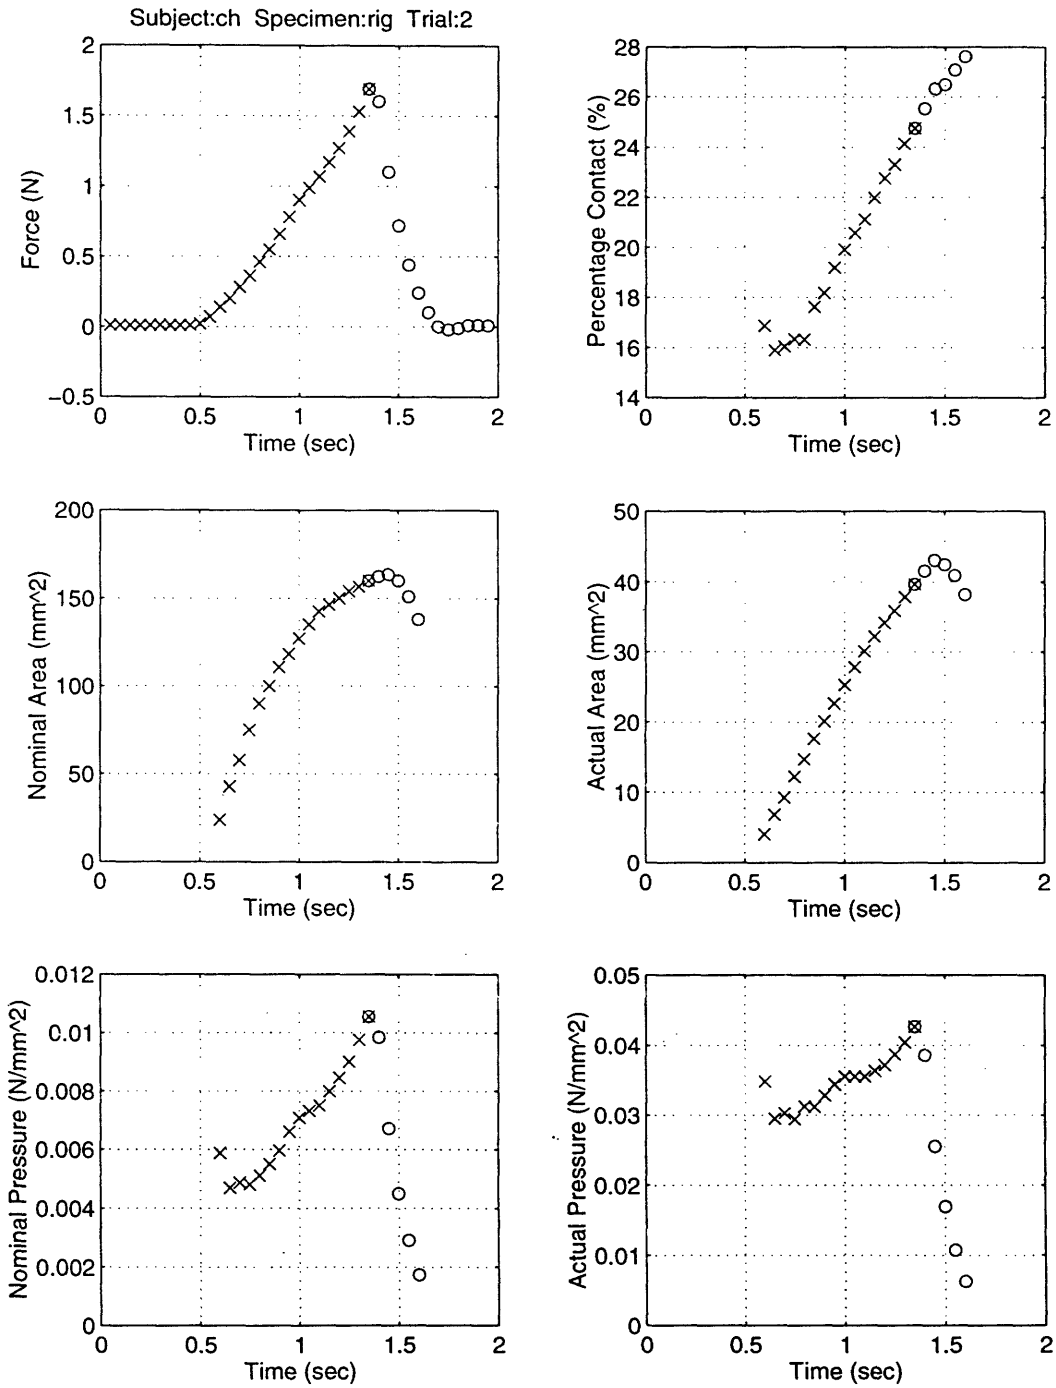 Subject:ch Specimen:rig Trial:2
2
1.5
1
0.5
0
−0.5
0 0.5 1 1.5 2
Force (N)
Time (sec)
28
26
24
22
20
18
16
14
0 0.5 1 1.5 2
Percentage Contact (%)
Time (sec)
200
150
100
50
0
0 0.5 1 1.5 2
Nominal Area (mm^2)
Time (sec)
50
40
30
20
10
0
0 0.5 1 1.5 2
Actual Area (mm^2)
Time (sec)
0.012
0.01
0.008
0.006
0.004
0.002
0
0 0.5 1 1.5 2
Nominal Pressure (N/mm^2)
Time (sec)
0.05
0.04
0.03
0.02
0.01
0
0 0.5 1 1.5 2
Actual Pressure (N/mm^2)
Time (sec)